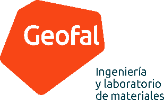 Geofal
Ingeniería
y laboratorio
de materiales